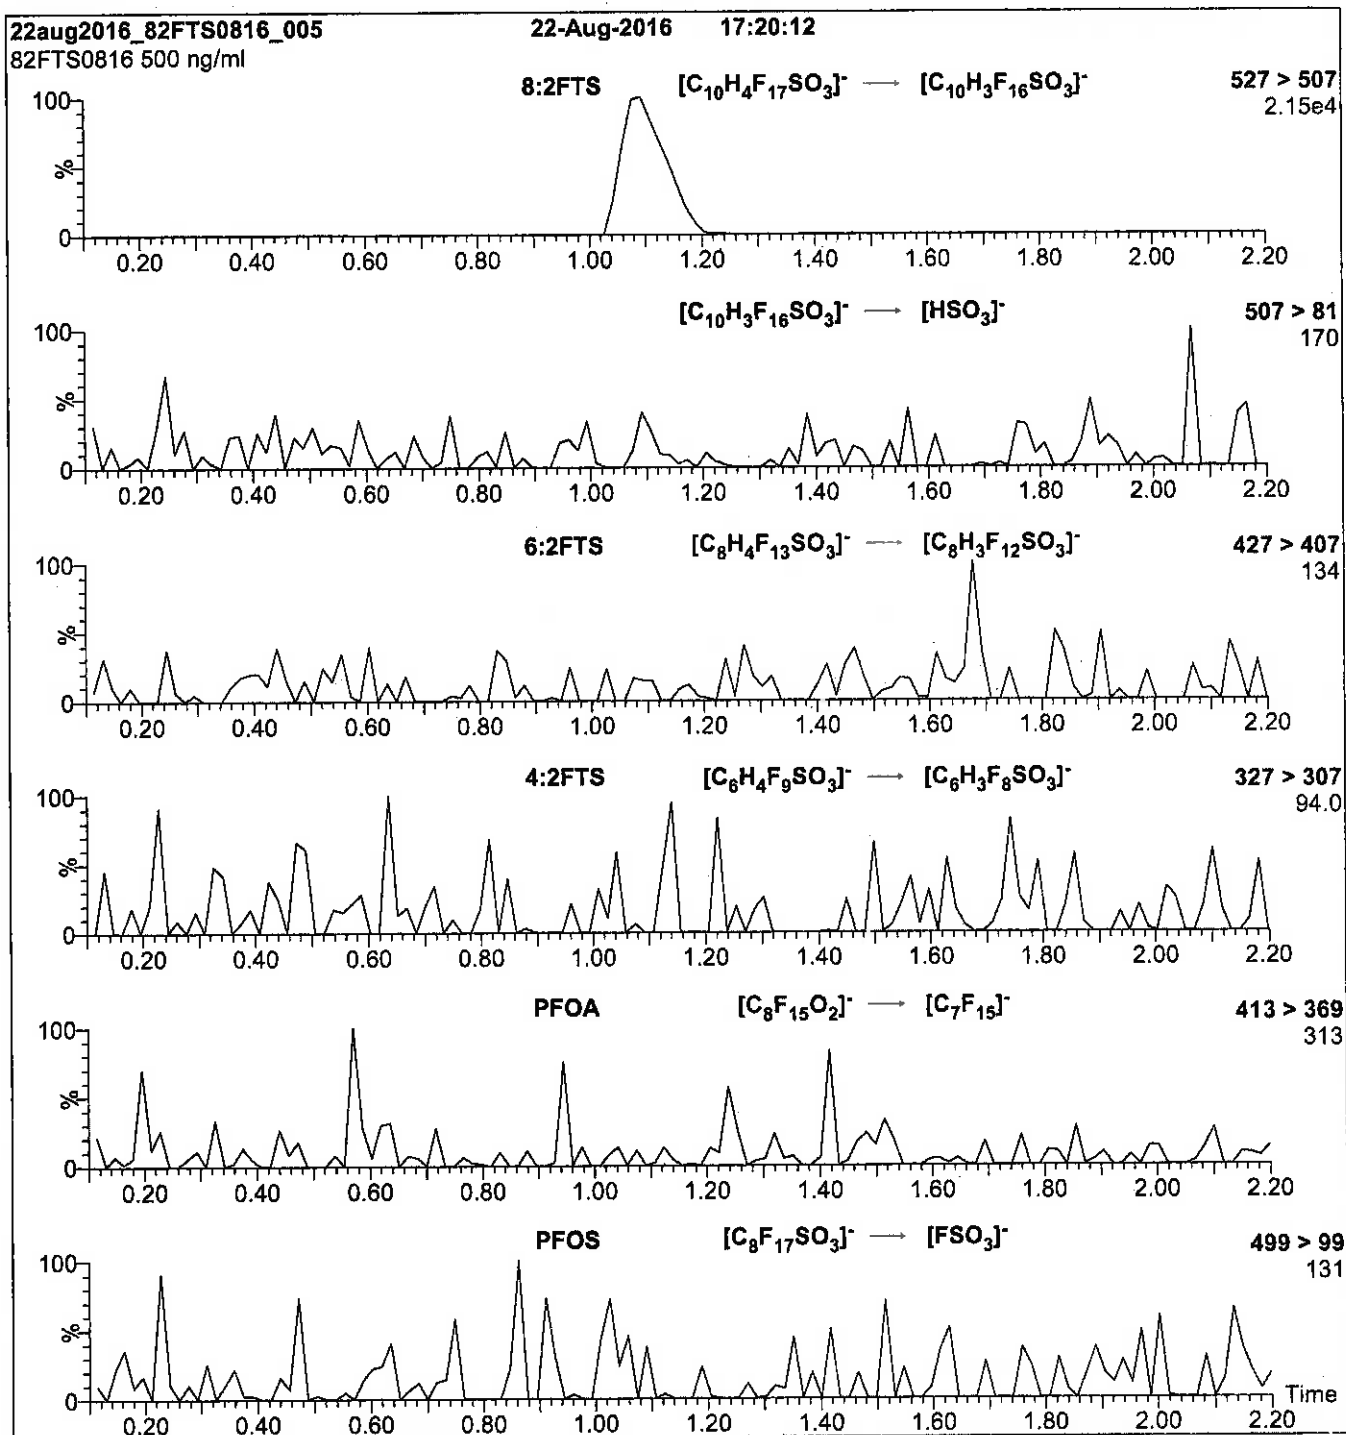 22aug2016_82FTS0816_005 22-Aug-2016 17:20:12
82FTS0816 500 ng/ml
8:2FTS [C10H4F17SO3]- → [C10H3F16SO3]- 527 > 507
2.15e4
100
%
0
0.20 0.40 0.60 0.80 1.00 1.20 1.40 1.60 1.80 2.00 2.20
[C10H3F16SO3]- → [HSO3]- 507 > 81
170
100
%
0
0.20 0.40 0.60 0.80 1.00 1.20 1.40 1.60 1.80 2.00 2.20
6:2FTS [C8H4F13SO3]- → [C8H3F12SO3]- 427 > 407
134
100
%
0
0.20 0.40 0.60 0.80 1.00 1.20 1.40 1.60 1.80 2.00 2.20
4:2FTS [C6H4F9SO3]- → [C6H3F8SO3]- 327 > 307
94.0
100
%
0
0.20 0.40 0.60 0.80 1.00 1.20 1.40 1.60 1.80 2.00 2.20
PFOA [C8F15O2]- → [C7F15]- 413 > 369
313
100
%
0
0.20 0.40 0.60 0.80 1.00 1.20 1.40 1.60 1.80 2.00 2.20
PFOS [C8F17SO3]- → [FSO3]- 499 > 99
131
100
%
0
Time
0.20 0.40 0.60 0.80 1.00 1.20 1.40 1.60 1.80 2.00 2.20